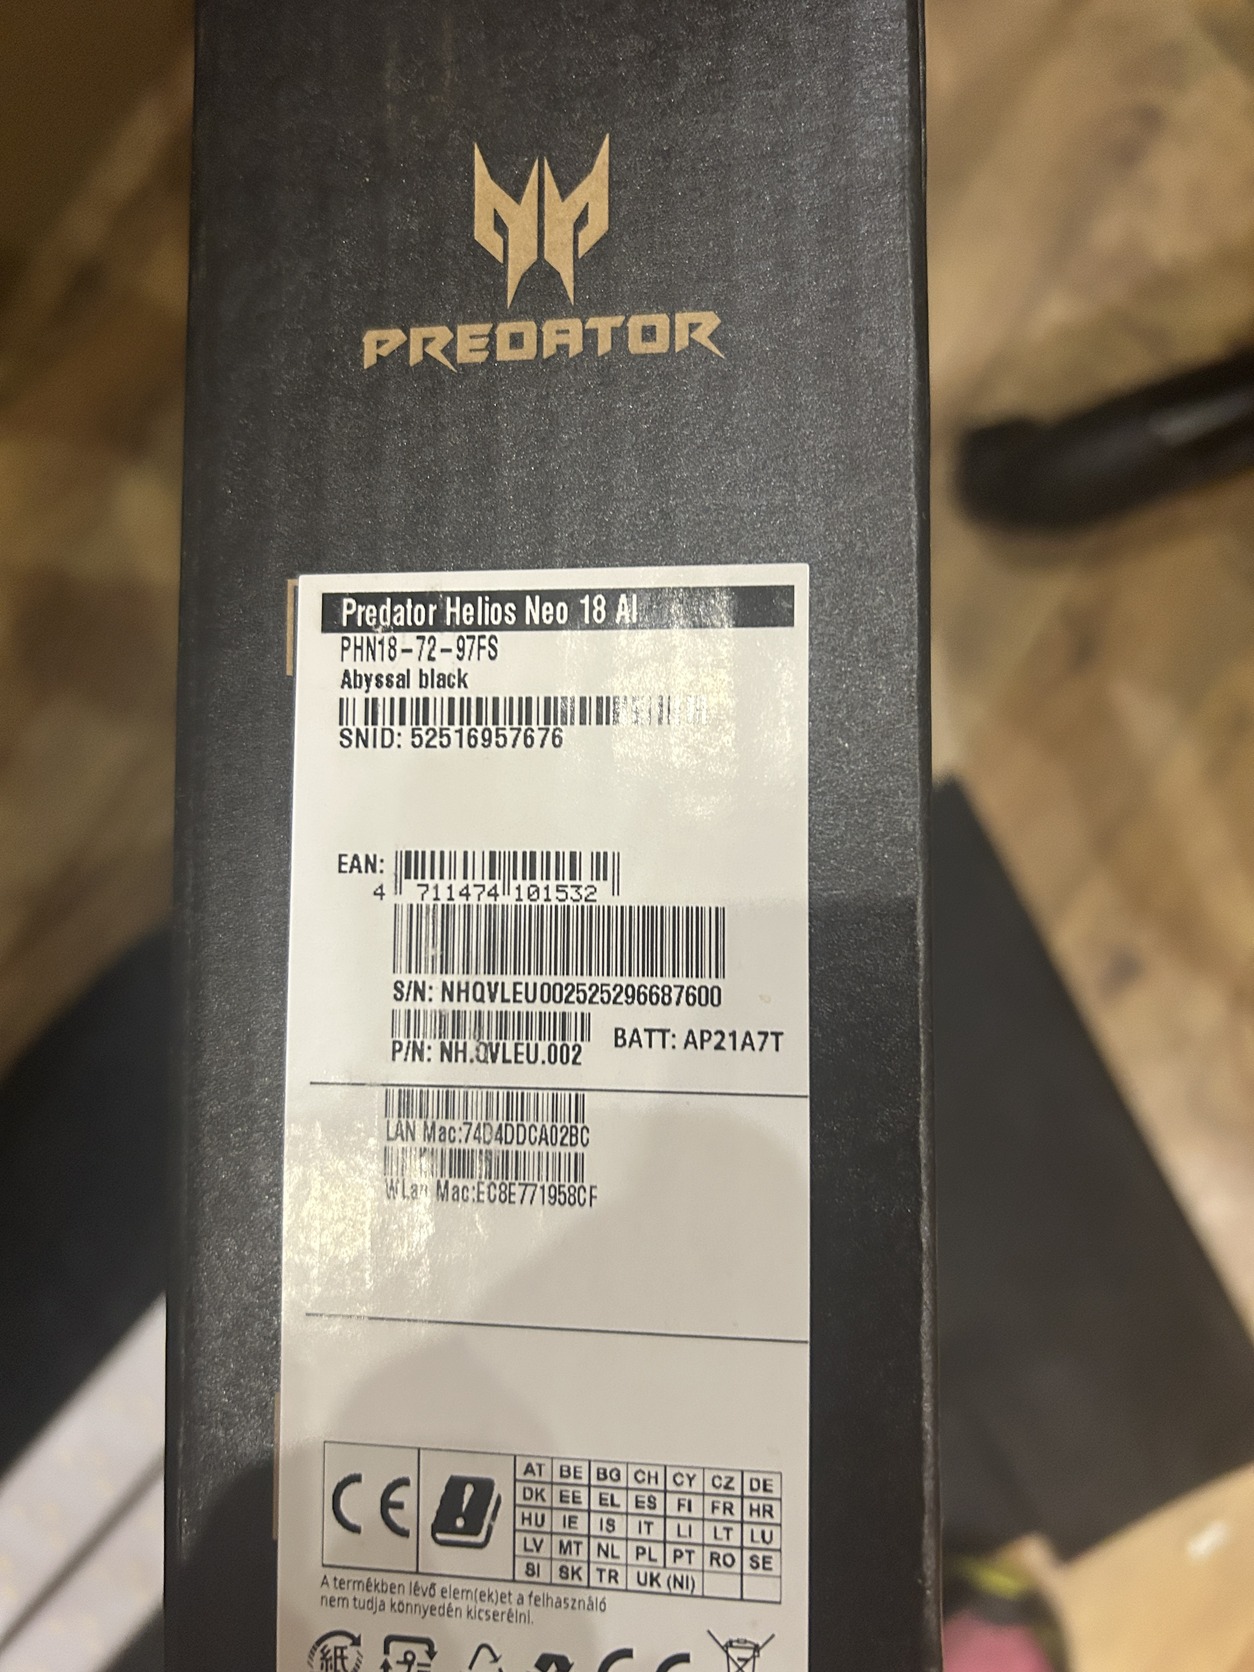 PREDATOR
Predator Helios Neo 18 AI
PHN18-72-97FS
Abyssal black
SNID: 52516957676
EAN:
4 711474 101532
S/N: NHQVLEU002525296687600
P/N: NH.QVLEU.002
BATT: AP21A7T
LAN Mac:74D4DDCA02BC
WLan Mac:EC8E771958CF
CE
AT BE BG CH CY CZ DE
DK EE EL ES FI FR HR
HU IE IS IT LI LT LU
LV MT NL PL PT RO SE
SI SK TR UK (NI)
A termékben lévő elem(ek)et a felhasználó
nem tudja könnyedén kicserélni.
紙